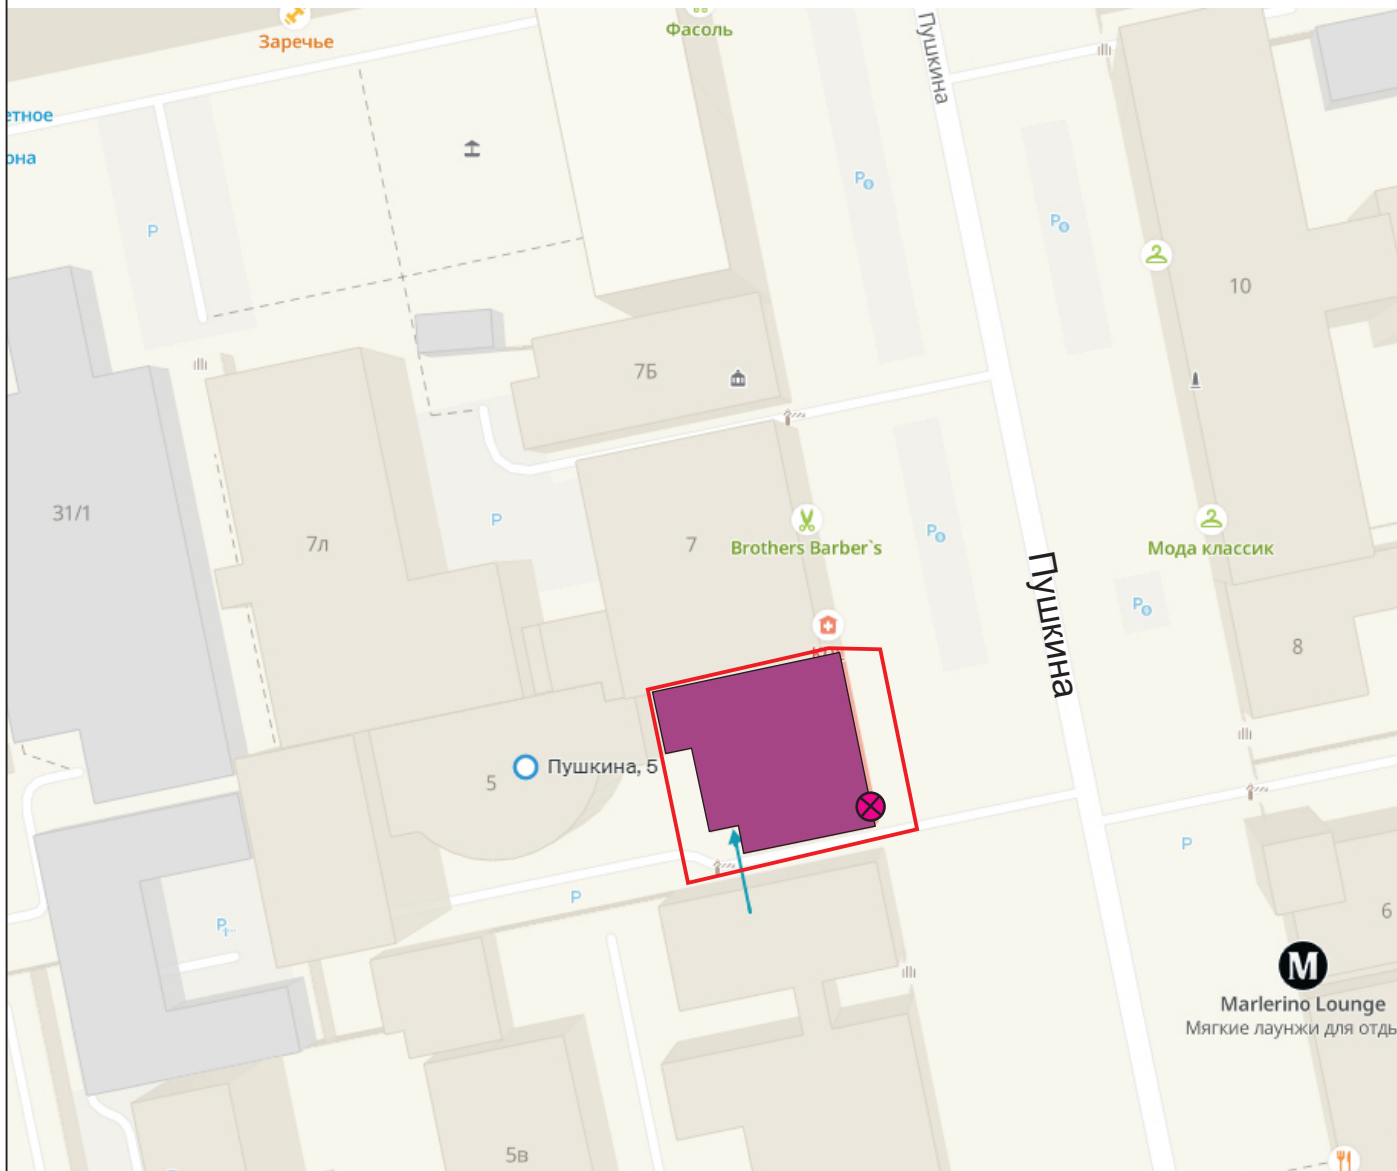 Заречье
Фасоль
Пушкина
етное
она
P
P
P
10
7Б
31/1
7л
P
7
Brothers Barber`s
P
Мода классик
Пушкина
P
8
5
Пушкина, 5
P
P
P
6
M
Marlerino Lounge
Мягкие лаунжи для отды
5в